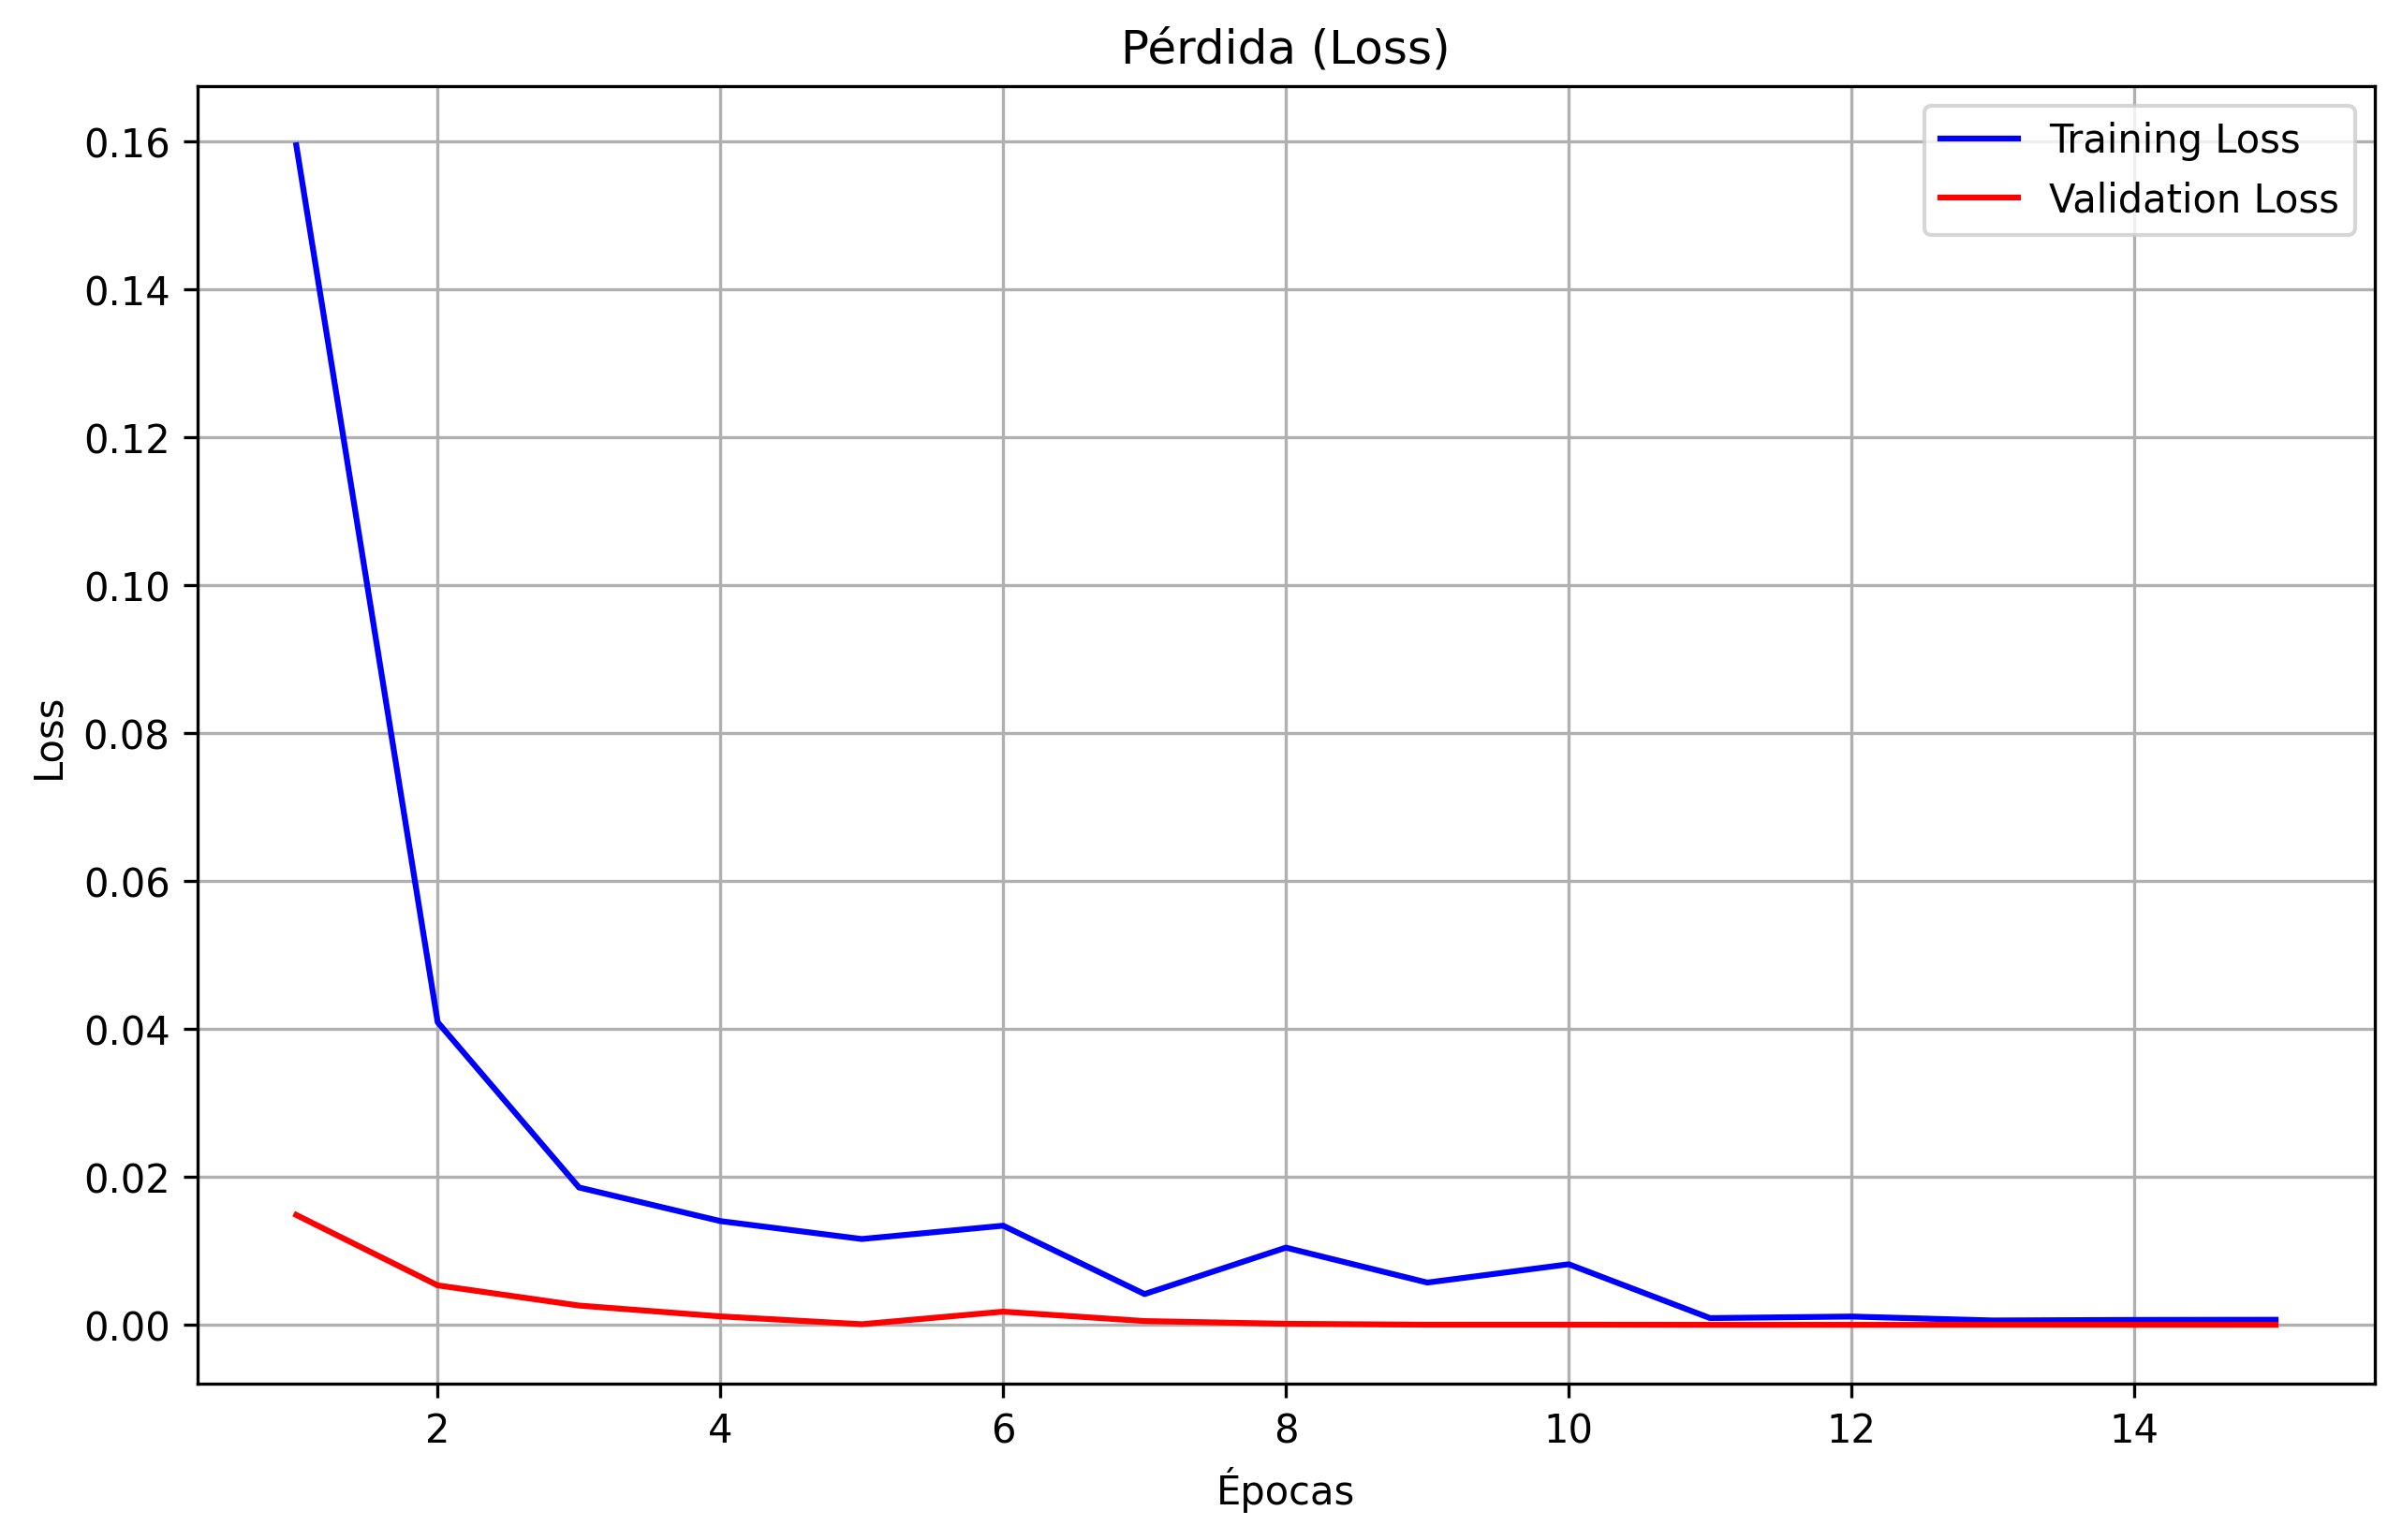 Pérdida (Loss)
Training Loss
Validation Loss
0.16
0.14
0.12
0.10
0.08
0.06
0.04
0.02
0.00
Loss
2 4 6 8 10 12 14
Épocas